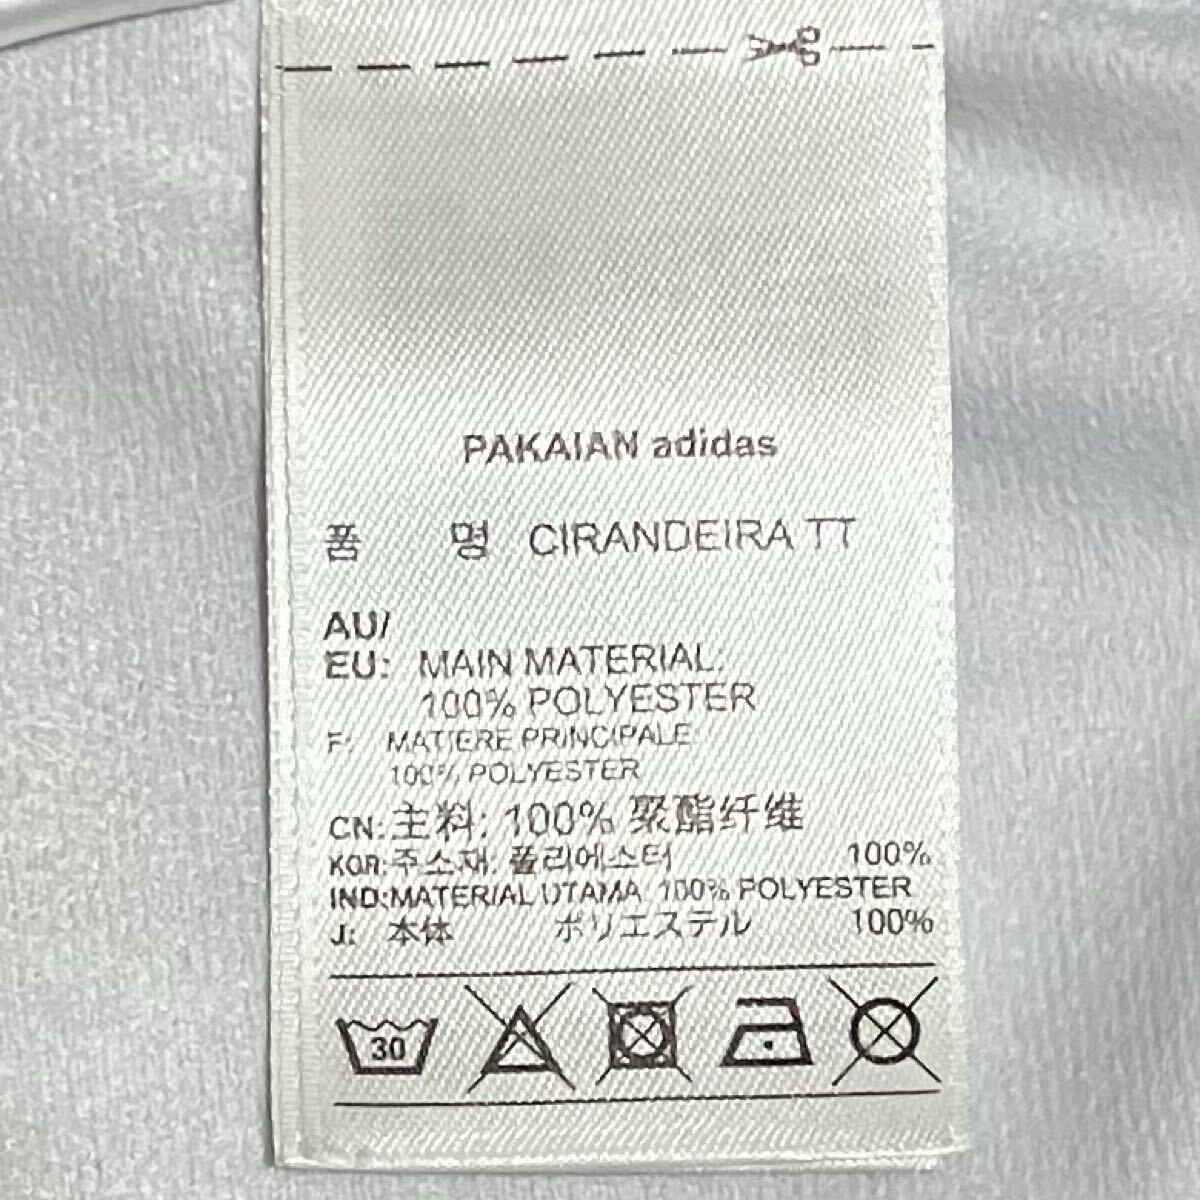 PAKAIAN adidas
품 명 CIRANDEIRA TT
AU/
EU: MAIN MATERIAL:
100% POLYESTER
F: MATIERE PRINCIPALE
100% POLYESTER
CN: 主料: 100% 聚酯纤维
KOR: 주소재: 폴리에스터 100%
IND: MATERIAL UTAMA: 100% POLYESTER
J: 本体 ポリエステル 100%
30